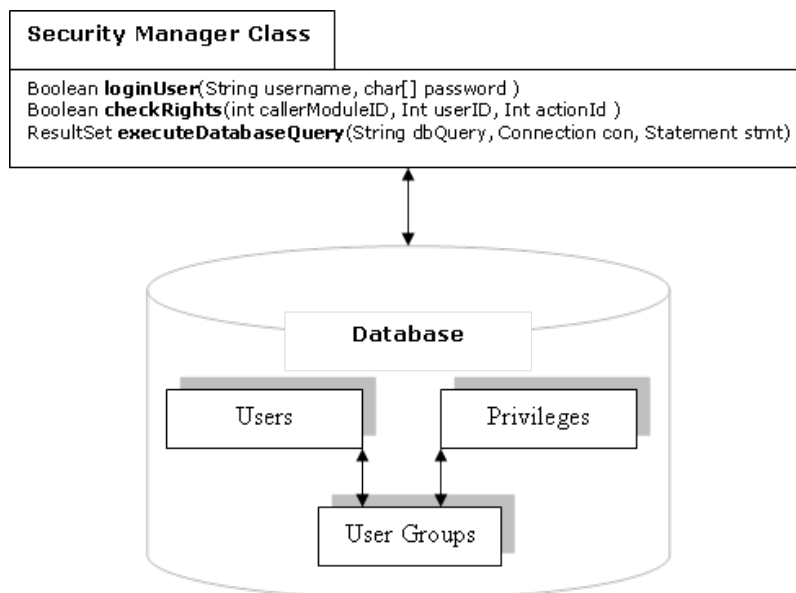 Security Manager Class
Boolean loginUser(String username, char[] password )
Boolean checkRights(int callerModuleID, Int userID, Int actionId )
ResultSet executeDatabaseQuery(String dbQuery, Connection con, Statement stmt)
Database
Users
Privileges
User Groups